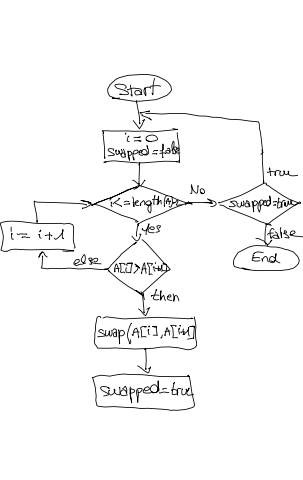 Start
i=0
swapped=false
i<=length(A)
No
swapped=true
true
false
End
yes
i=i+1
else
A[i]>A[i+1]
then
swap(A[i],A[i+1]
swapped=true